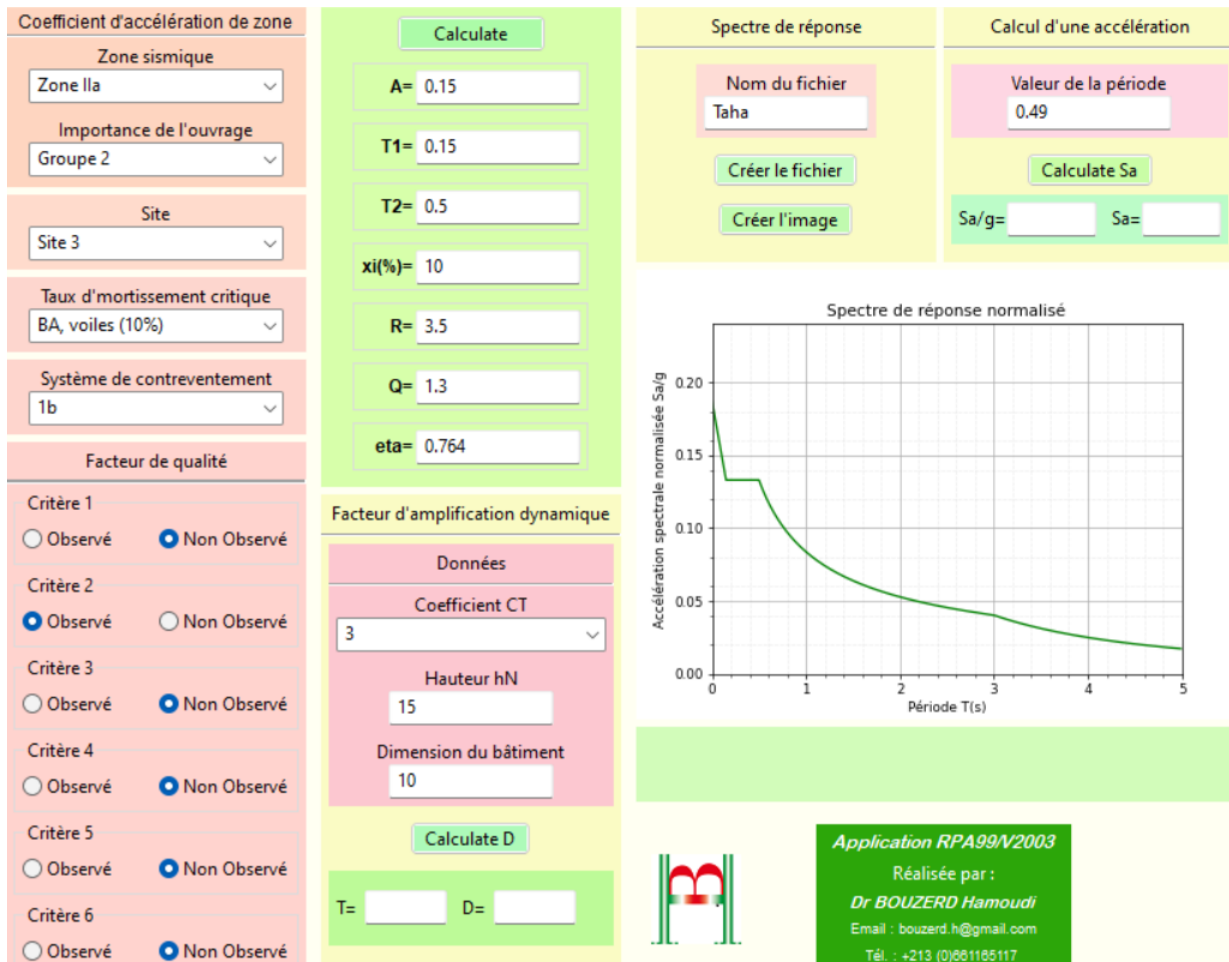 Coefficient d'accélération de zone
Zone sismique
Zone IIa
Importance de l'ouvrage
Groupe 2
Site
Site 3
Taux d'mortissement critique
BA, voiles (10%)
Système de contreventement
1b
Facteur de qualité
Critère 1
Observé Non Observé
Critère 2
Observé Non Observé
Critère 3
Observé Non Observé
Critère 4
Observé Non Observé
Critère 5
Observé Non Observé
Critère 6
Observé Non Observé
Calculate
A= 0.15
T1= 0.15
T2= 0.5
xi(%)= 10
R= 3.5
Q= 1.3
eta= 0.764
Facteur d'amplification dynamique
Données
Coefficient CT
3
Hauteur hN
15
Dimension du bâtiment
10
Calculate D
T= D=
Spectre de réponse
Nom du fichier
Taha
Créer le fichier
Créer l'image
Calcul d'une accélération
Valeur de la période
0.49
Calculate Sa
Sa/g= Sa=
Spectre de réponse normalisé
Accélération spectrale normalisée Sa/g
0.20
0.15
0.10
0.05
0.00
0 1 2 3 4 5
Période T(s)
Application RPA99/V2003
Réalisée par :
Dr BOUZERD Hamoudi
Email : bouzerd.h@gmail.com
Tél. : +213 (0)661165117